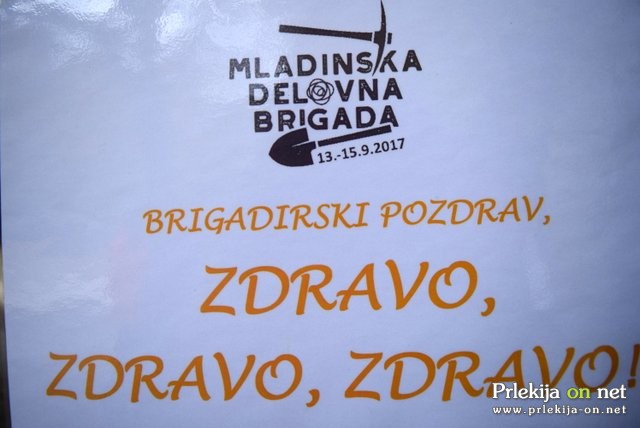 MLADINSKA
DELOVNA
BRIGADA
13.-15.9.2017
BRIGADIRSKI POZDRAV,
ZDRAVO,
ZDRAVO, ZDRAVO!
Prlekija on net
www.prlekija-on.net